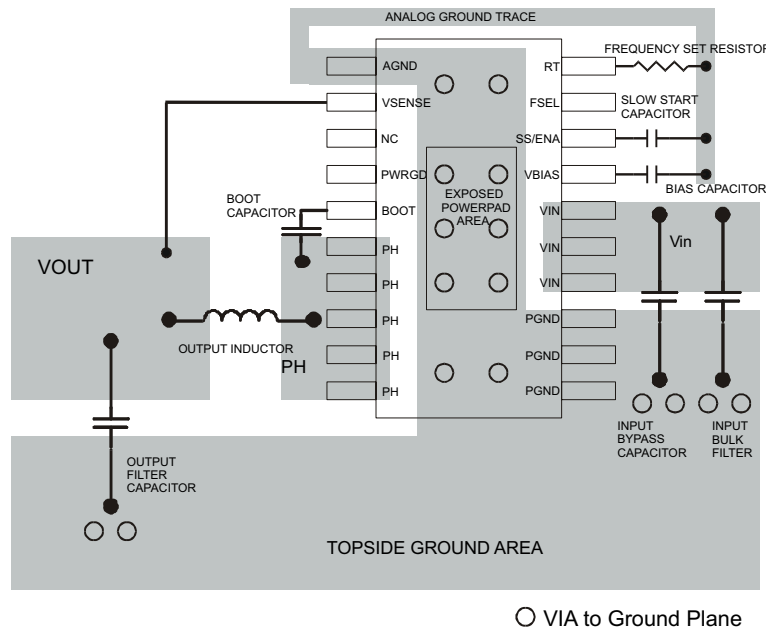 ANALOG GROUND TRACE
FREQUENCY SET RESISTOR
AGND
RT
VSENSE
FSEL
SLOW START
CAPACITOR
NC
SS/ENA
PWRGD
VBIAS
BIAS CAPACITOR
EXPOSED
POWERPAD
AREA
BOOT
CAPACITOR
BOOT
VIN
PH
VIN
Vin
VOUT
PH
VIN
PH
PGND
OUTPUT INDUCTOR
PH
PH
PGND
PH
PGND
INPUT
BYPASS
CAPACITOR
INPUT
BULK
FILTER
OUTPUT
FILTER
CAPACITOR
TOPSIDE GROUND AREA
VIA to Ground Plane